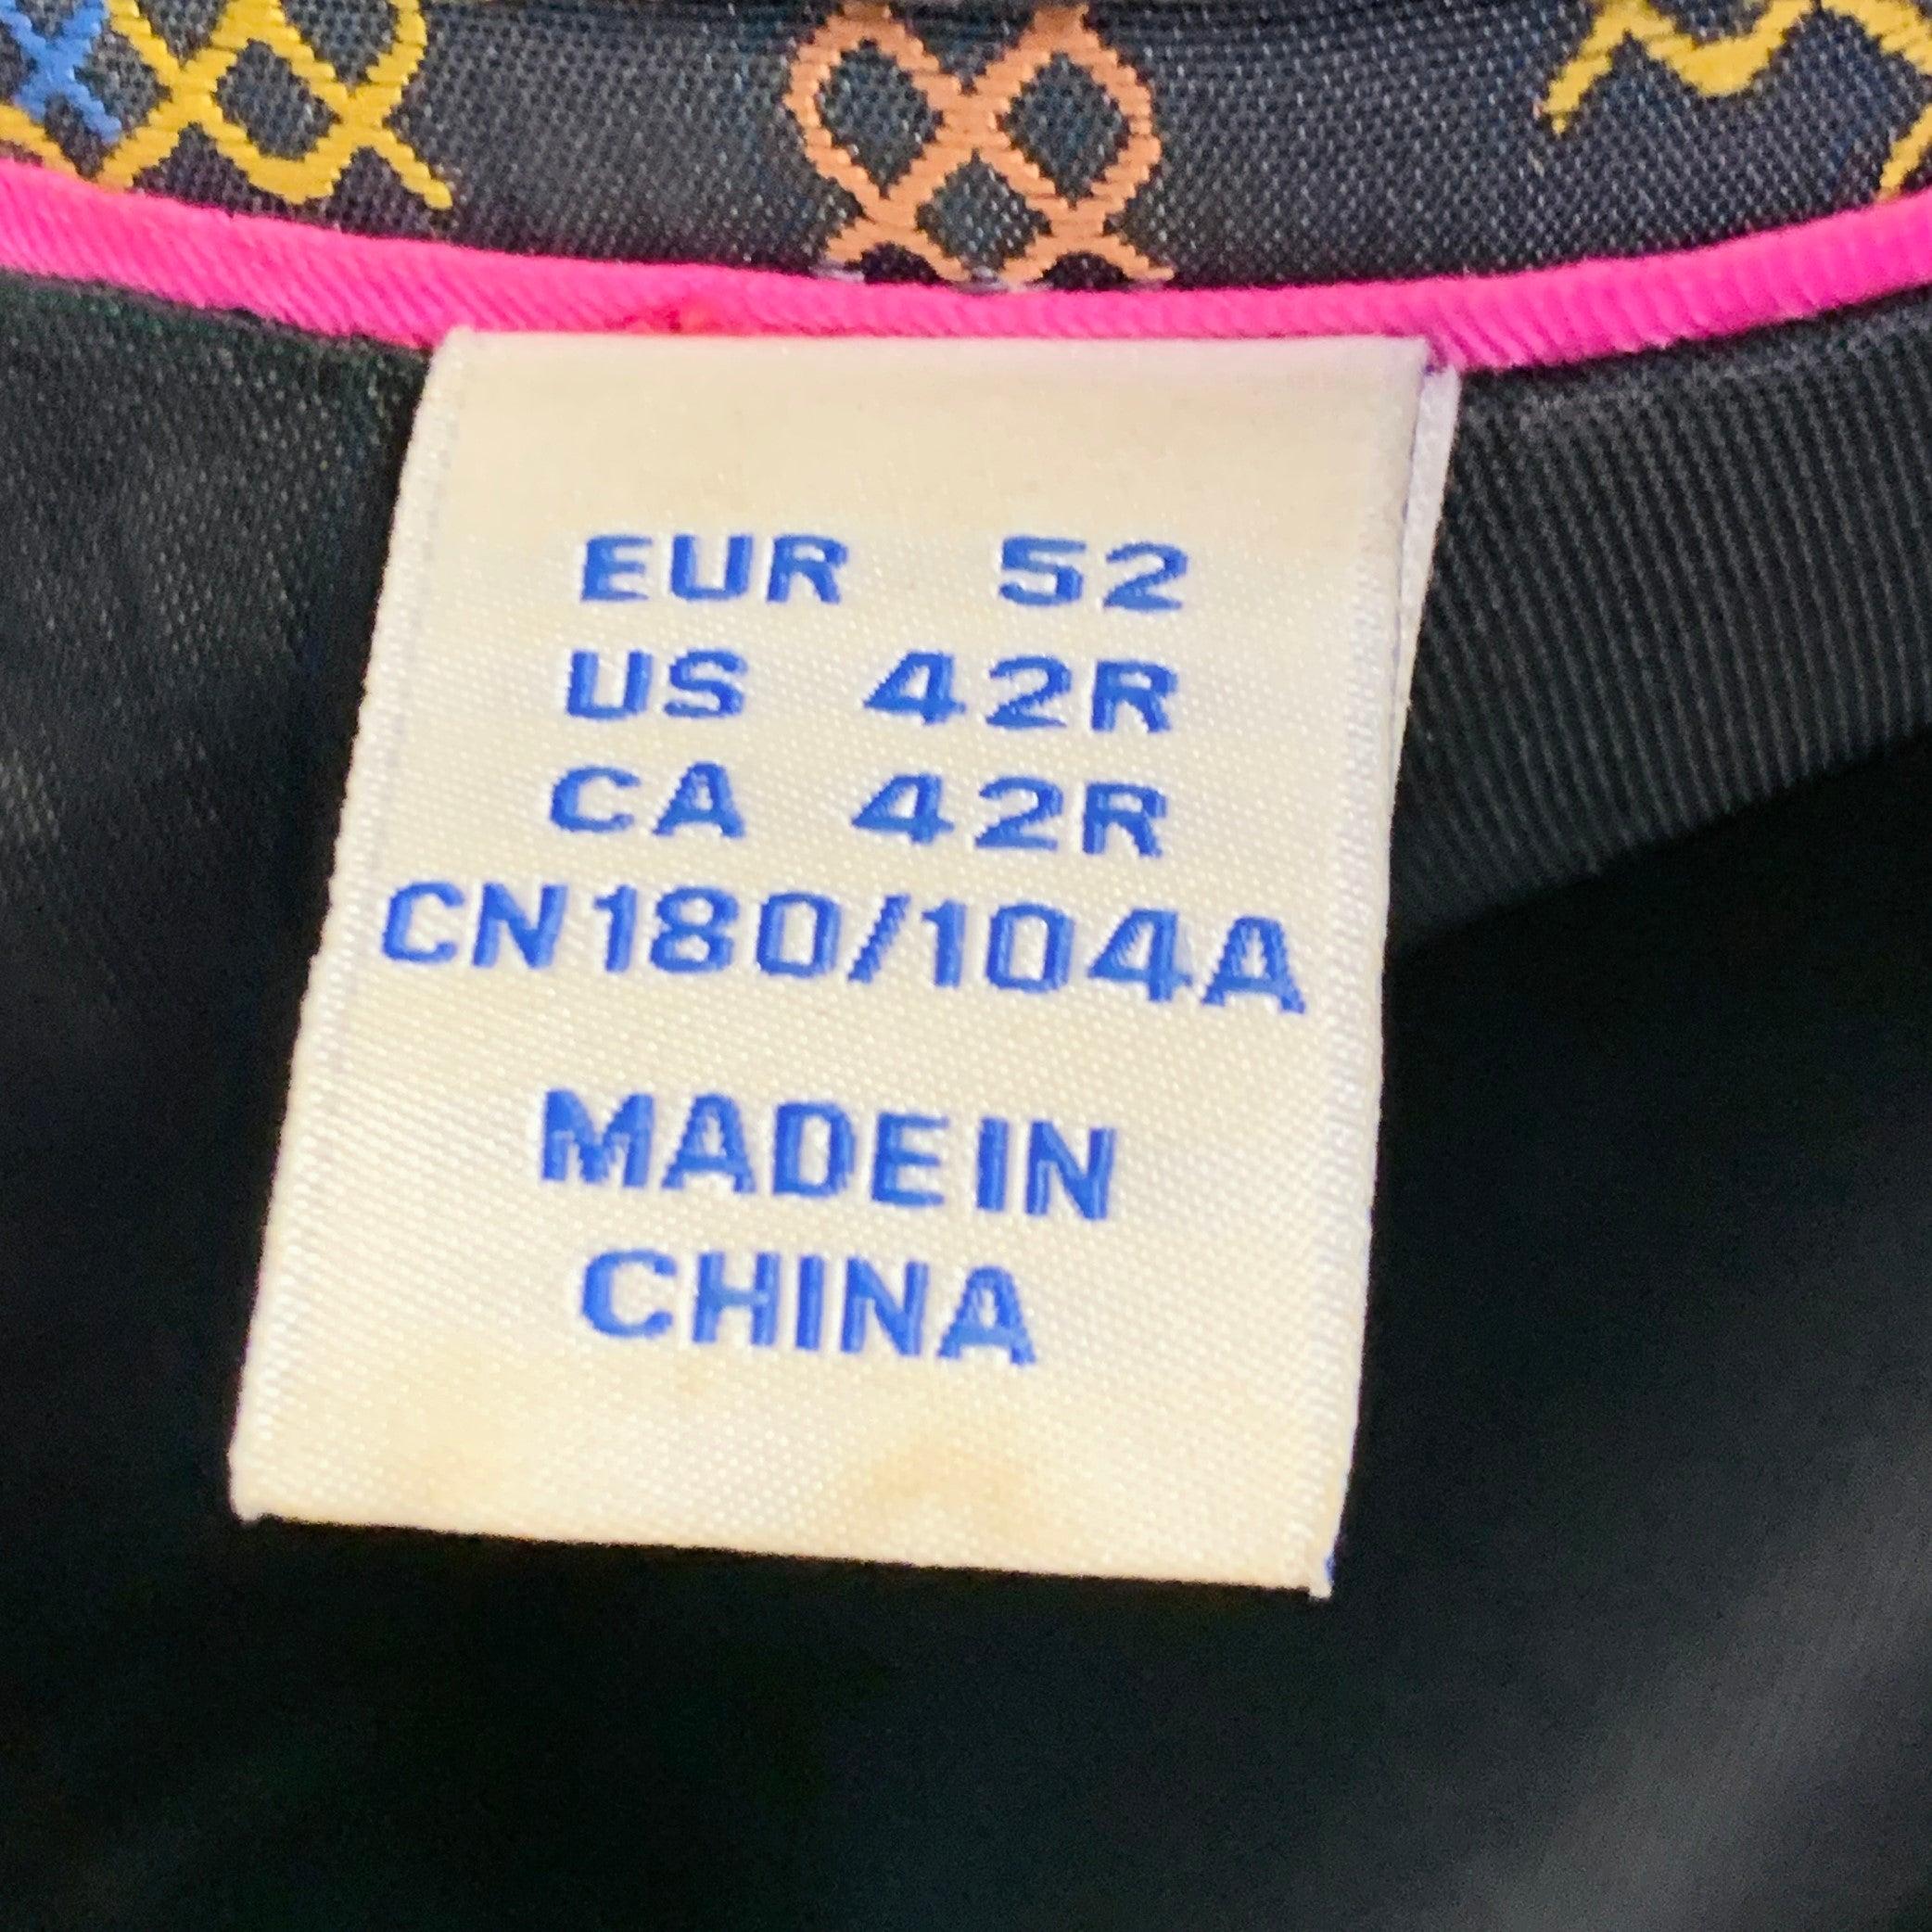 EUR 52
US 42R
CA 42R
CN180/104A
MADE IN
CHINA